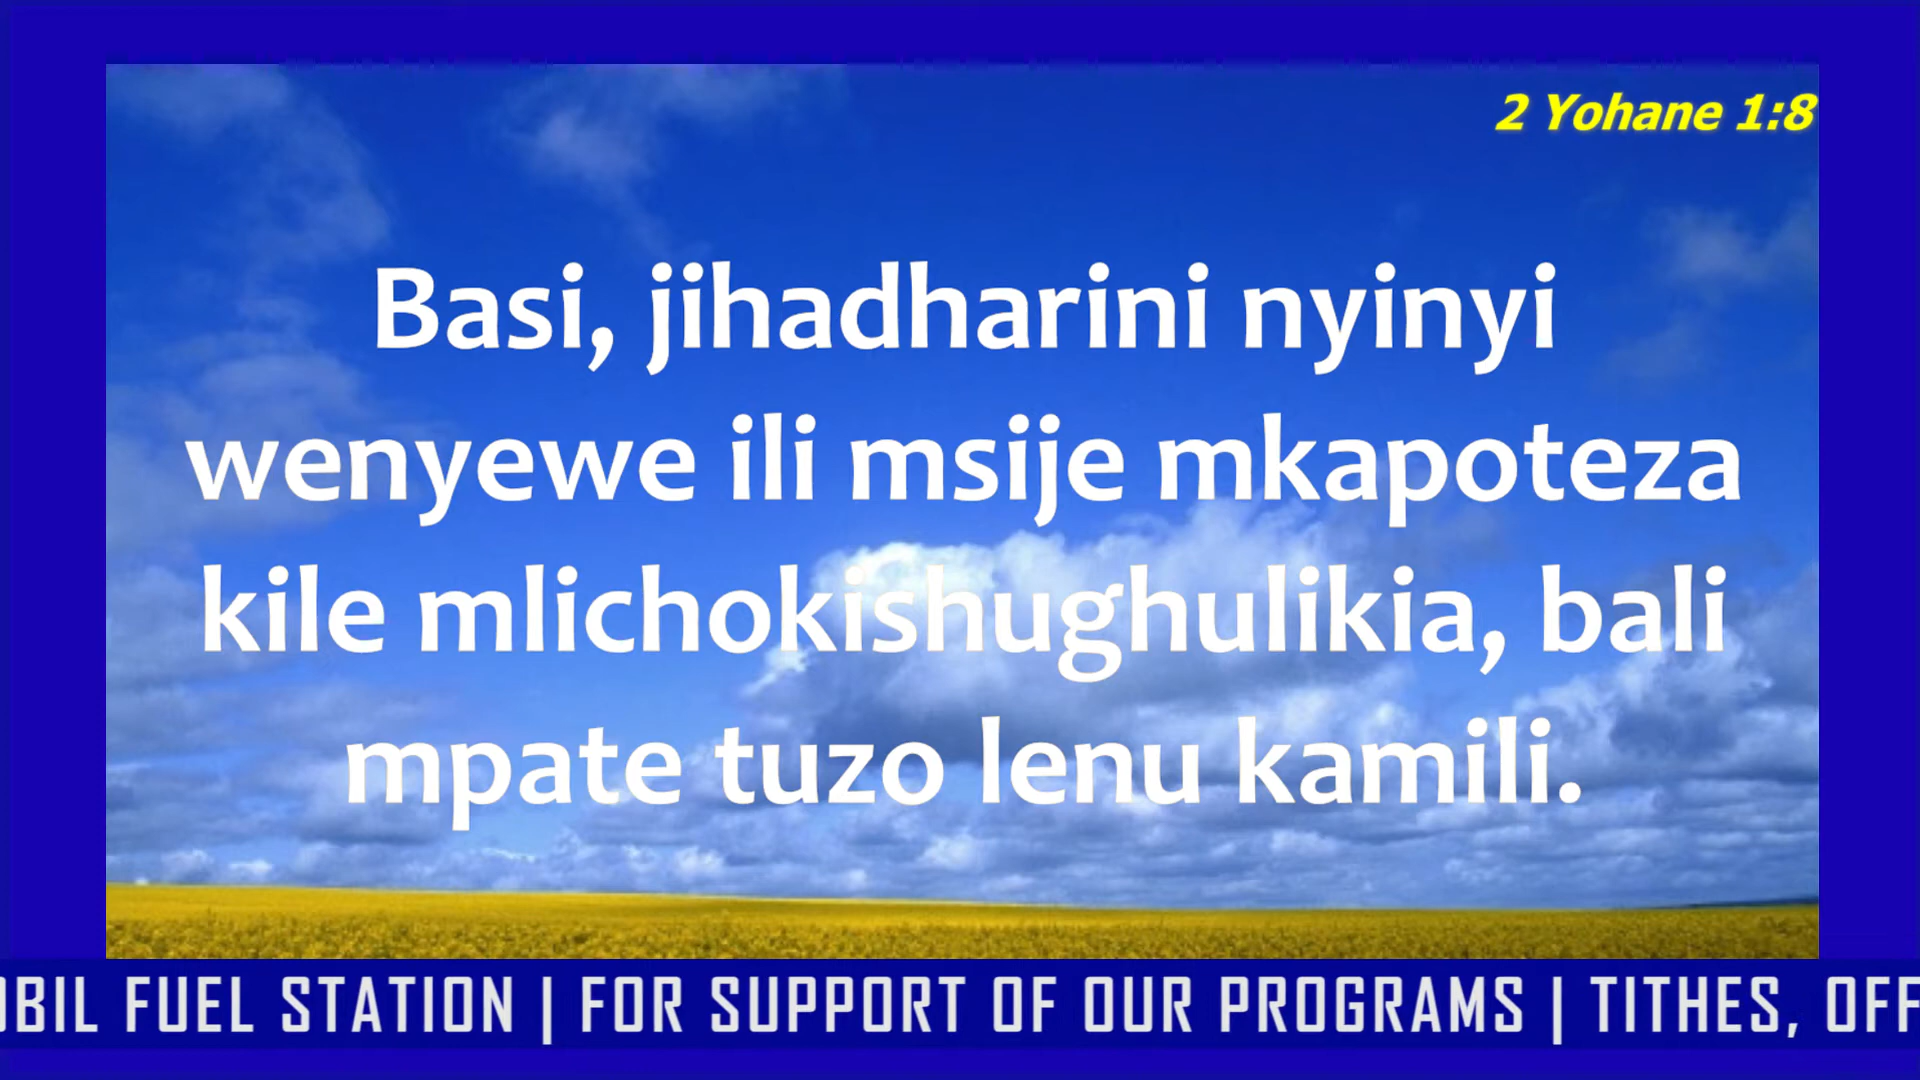 2 Yohane 1:8
Basi, jihadharini nyinyi
wenyewe ili msije mkapoteza
kile mlichokishughulikia, bali
mpate tuzo lenu kamili.
FUEL STATION | FOR SUPPORT OF OUR PROGRAMS | TITHES,